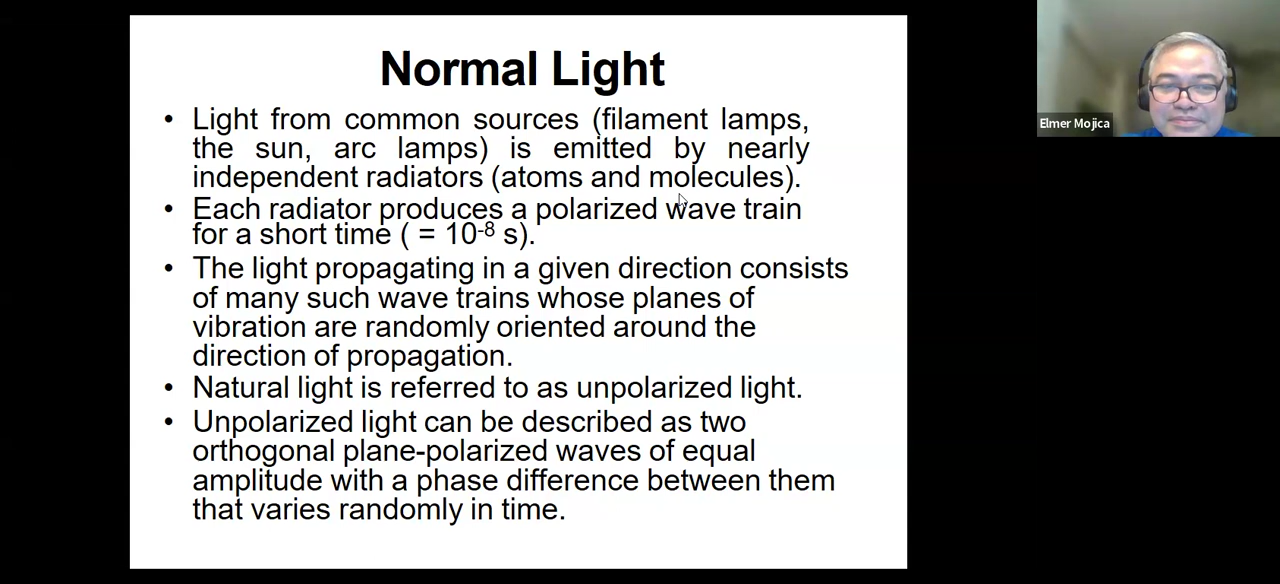 Normal Light
• Light from common sources (filament lamps,
the sun, arc lamps) is emitted by nearly
independent radiators (atoms and molecules).
• Each radiator produces a polarized wave train
for a short time ( = 10⁻⁸ s).
• The light propagating in a given direction consists
of many such wave trains whose planes of
vibration are randomly oriented around the
direction of propagation.
• Natural light is referred to as unpolarized light.
• Unpolarized light can be described as two
orthogonal plane-polarized waves of equal
amplitude with a phase difference between them
that varies randomly in time.
Elmer Mojica